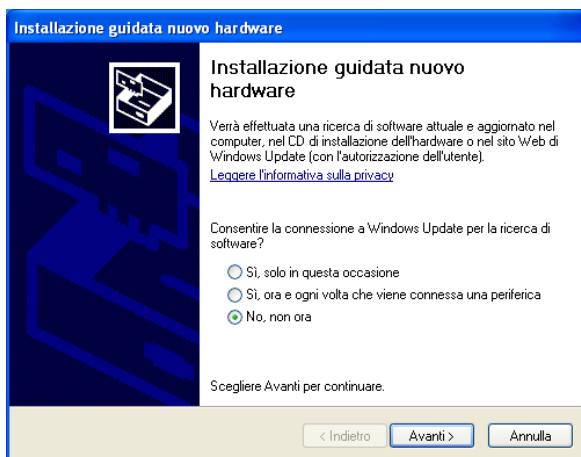 Installazione guidata nuovo hardware
Installazione guidata nuovo
hardware
Verrà effettuata una ricerca di software attuale e aggiornato nel
computer, nel CD di installazione dell'hardware o nel sito Web di
Windows Update (con l'autorizzazione dell'utente).
Leggere l'informativa sulla privacy
Consentire la connessione a Windows Update per la ricerca di
software?
Sì, solo in questa occasione
Sì, ora e ogni volta che viene connessa una periferica
No, non ora
Scegliere Avanti per continuare.
< Indietro Avanti > Annulla